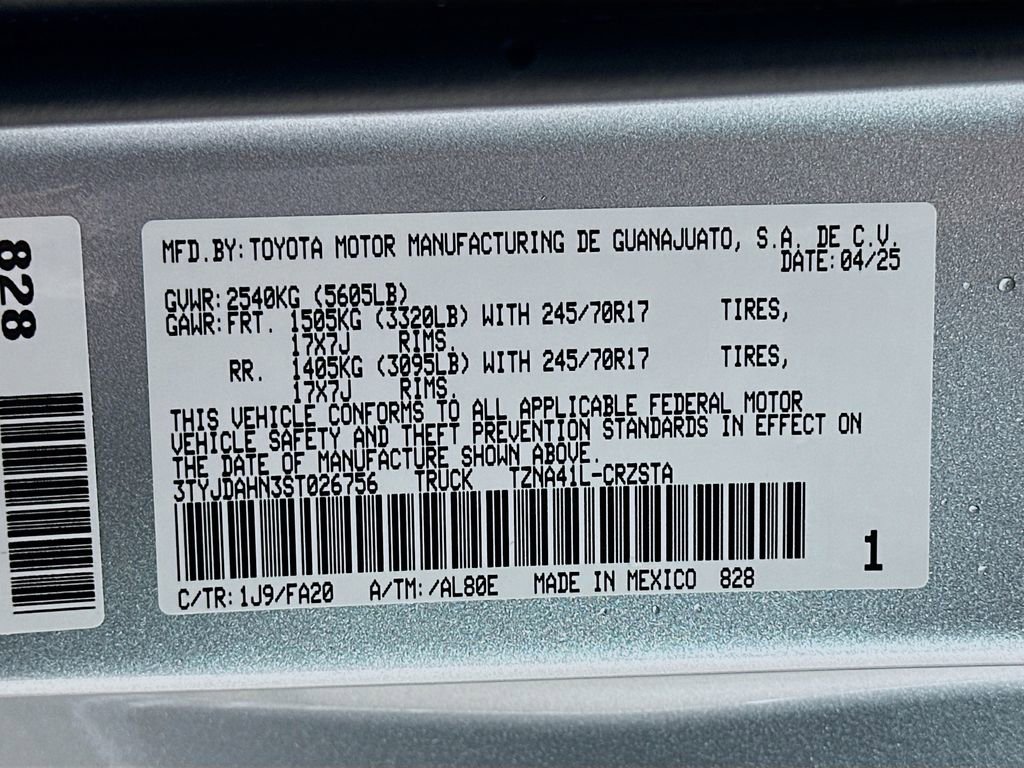 828
MFD.BY:TOYOTA MOTOR MANUFACTURING DE GUANAJUATO, S.A. DE C.V.
DATE:04/25
GVWR:2540KG (5605LB)
GAWR:FRT. 1505KG (3320LB) WITH 245/70R17 TIRES,
17X7J RIMS.
RR. 1405KG (3095LB) WITH 245/70R17 TIRES,
17X7J RIMS.
THIS VEHICLE CONFORMS TO ALL APPLICABLE FEDERAL MOTOR
VEHICLE SAFETY AND THEFT PREVENTION STANDARDS IN EFFECT ON
THE DATE OF MANUFACTURE SHOWN ABOVE.
3TYJDAHN3ST026756 TRUCK TZNA41L-CRZSTA
1
C/TR:1J9/FA20 A/TM:/AL80E MADE IN MEXICO 828